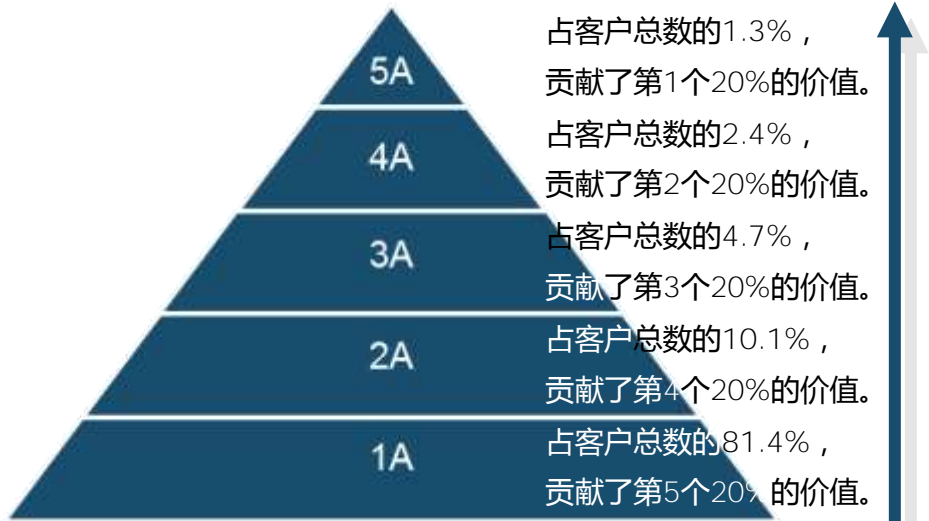 5A
占客户总数的1.3%，
贡献了第1个20%的价值。
4A
占客户总数的2.4%，
贡献了第2个20%的价值。
3A
占客户总数的4.7%，
贡献了第3个20%的价值。
2A
占客户总数的10.1%，
贡献了第4个20%的价值。
1A
占客户总数的81.4%，
贡献了第5个20%的价值。